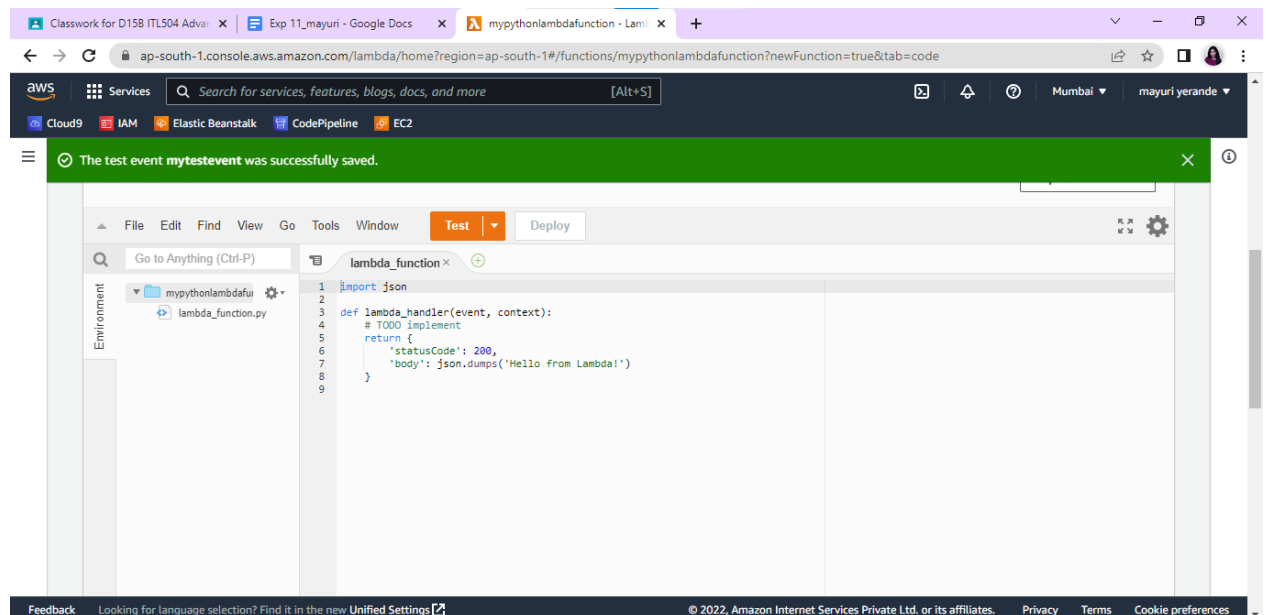 Classwork for D15B ITL504 Advan
Exp 11_mayuri - Google Docs
mypythonlambdafunction - Lam
ap-south-1.console.aws.amazon.com/lambda/home?region=ap-south-1#/functions/mypythonlambdafunction?newFunction=true&tab=code
aws
Services
Search for services, features, blogs, docs, and more
[Alt+S]
Mumbai
mayuri yerande
Cloud9
IAM
Elastic Beanstalk
CodePipeline
EC2
The test event mytestevent was successfully saved.
File Edit Find View Go Tools Window
Test
Deploy
Go to Anything (Ctrl-P)
lambda_function
Environment
mypythonlambdafu
lambda_function.py
1 import json
2
3 def lambda_handler(event, context):
4     # TODO implement
5     return {
6         'statusCode': 200,
7         'body': json.dumps('Hello from Lambda!')
8     }
9
Feedback
Looking for language selection? Find it in the new Unified Settings
© 2022, Amazon Internet Services Private Ltd. or its affiliates.
Privacy
Terms
Cookie preferences